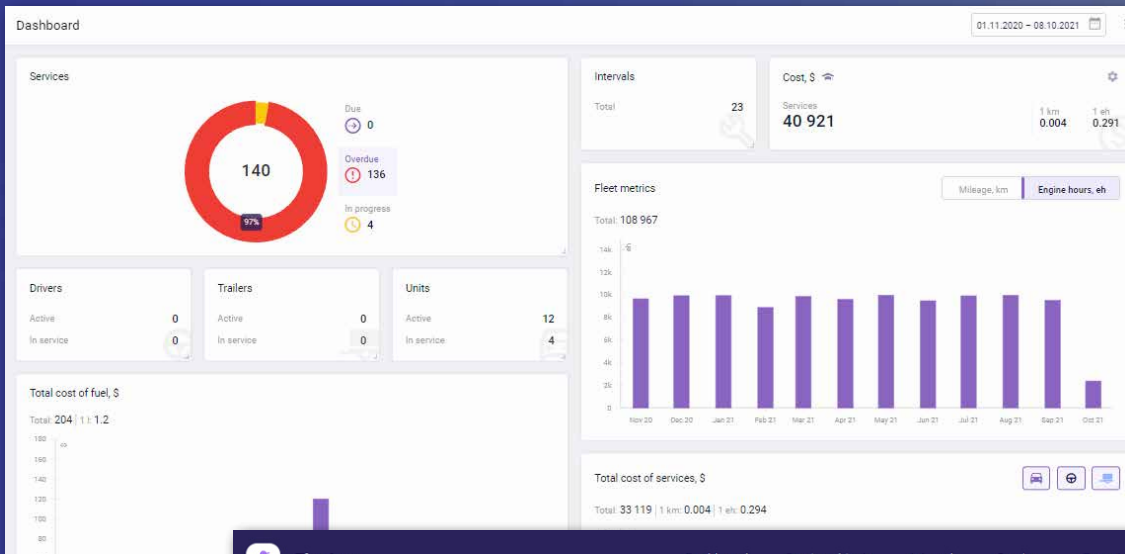 Dashboard
01.11.2020 – 08.10.2021
Services
140
97%
Due
0
Overdue
136
In progress
4
Intervals
Total 23
Cost, $
Services
40 921
1 km
0.004
1 eh
0.291
Fleet metrics
Mileage, km
Engine hours, eh
Total: 108 967
14k
12k
10k
8k
6k
4k
2k
0
Nov 20 Dec 20 Jan 21 Feb 21 Mar 21 Apr 21 May 21 Jun 21 Jul 21 Aug 21 Sep 21 Oct 21
Drivers
Active 0
In service 0
Trailers
Active 0
In service 0
Units
Active 12
In service 4
Total cost of fuel, $
Total: 204 | 1 l: 1.2
180
160
140
120
100
80
Total cost of services, $
Total: 33 119 | 1 km: 0.004 | 1 eh: 0.294